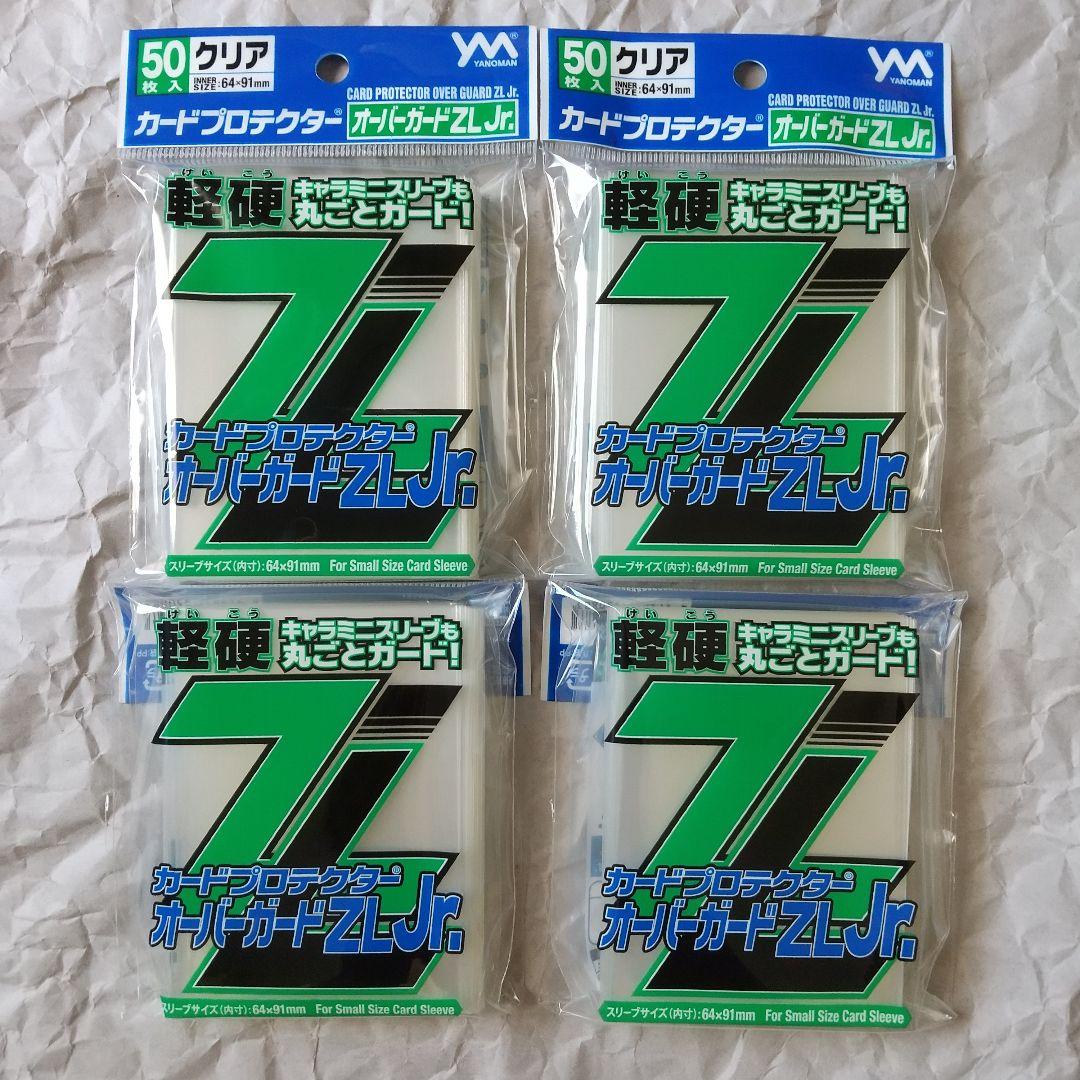 50枚入 クリア INNER SIZE:64×91mm YM® YANOMAN
CARD PROTECTOR OVER GUARD ZL Jr.
カードプロテクター® オーバーガードZL Jr.
けい こう
軽硬 キャラミニスリーブも
丸ごとガード!
ZL
カードプロテクター®
オーバーガードZL Jr.
スリーブサイズ(内寸):64×91mm For Small Size Card Sleeve
50枚入 クリア INNER SIZE:64×91mm YM® YANOMAN
CARD PROTECTOR OVER GUARD ZL Jr.
カードプロテクター® オーバーガードZL Jr.
けい こう
軽硬 キャラミニスリーブも
丸ごとガード!
ZL
カードプロテクター®
オーバーガードZL Jr.
スリーブサイズ(内寸):64×91mm For Small Size Card Sleeve
けい こう
軽硬 キャラミニスリーブも
丸ごとガード!
ZL
カードプロテクター®
オーバーガードZL Jr.
スリーブサイズ(内寸):64×91mm For Small Size Card Sleeve
けい こう
軽硬 キャラミニスリーブも
丸ごとガード!
ZL
カードプロテクター®
オーバーガードZL Jr.
スリーブサイズ(内寸):64×91mm For Small Size Card Sleeve